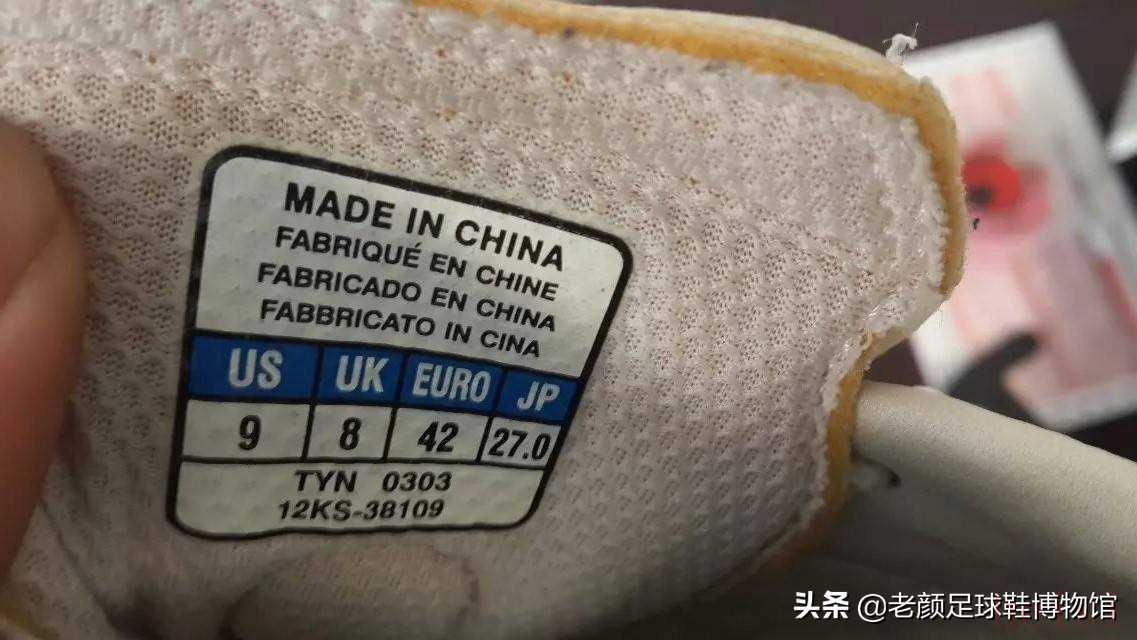 MADE IN CHINA
FABRIQUÉ EN CHINE
FABRICADO EN CHINA
FABBRICATO IN CINA
US UK EURO JP
9 8 42 27.0
TYN 0303
12KS-38109
头条 @老颜足球鞋博物馆